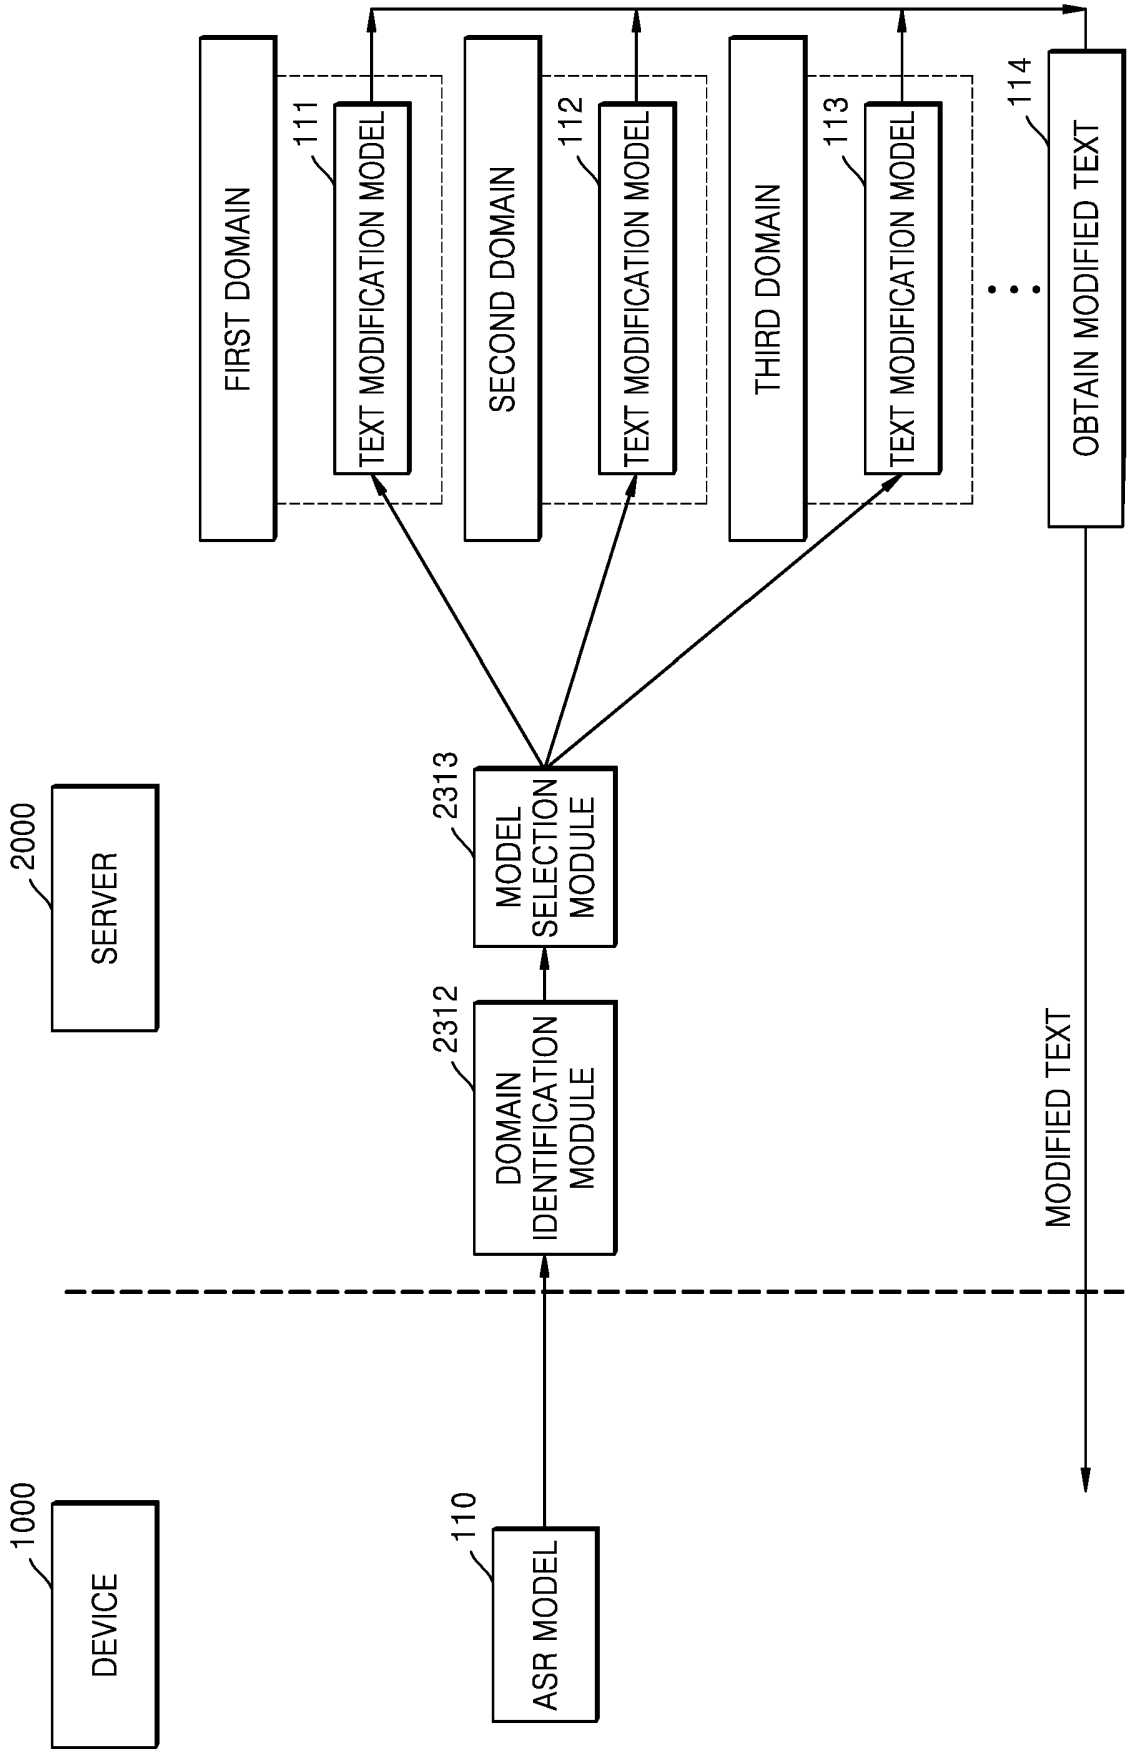 1000
DEVICE
2000
SERVER
110
ASR MODEL
2312
DOMAIN
IDENTIFICATION
MODULE
2313
MODEL
SELECTION
MODULE
FIRST DOMAIN
111
TEXT MODIFICATION MODEL
SECOND DOMAIN
112
TEXT MODIFICATION MODEL
THIRD DOMAIN
113
TEXT MODIFICATION MODEL
114
OBTAIN MODIFIED TEXT
MODIFIED TEXT